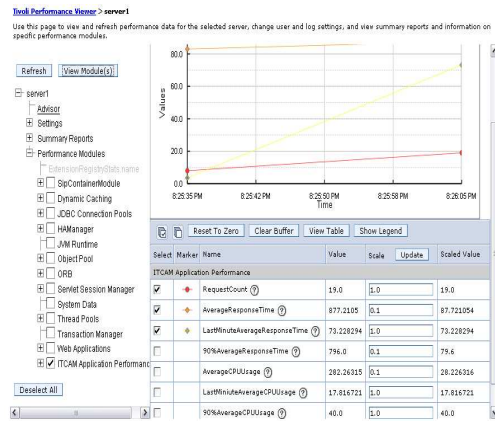 Tivoli Performance Viewer > server1
Use this page to view and refresh performance data for the selected server, change user and log settings, and view summary reports and information on
specific performance modules.
Refresh View Module(s)
server1
Advisor
Settings
Summary Reports
Performance Modules
ExtensionRegistryStats.name
SipContainerModule
Dynamic Caching
JDBC Connection Pools
HAManager
JVM Runtime
Object Pool
ORB
Servlet Session Manager
System Data
Thread Pools
Transaction Manager
Web Applications
ITCAM Application Performanc
Deselect All
Values
80.0
60.0
40.0
20.0
0.0
8:25:35 PM 8:25:42 PM 8:25:50 PM 8:25:58 PM 8:26:05 PM
Time
Reset To Zero Clear Buffer View Table Show Legend
Select Marker Name Value Scale Update Scaled Value
ITCAM Application Performance
RequestCount ? 19.0 1.0 19.0
AverageResponseTime ? 877.2105 0.1 87.721054
LastMinuteAverageResponseTime ? 73.228294 1.0 73.228294
90%AverageResponseTime ? 796.0 0.1 79.6
AverageCPUUsage ? 282.26315 0.1 28.226316
LastMiniuteAverageCPUUsage ? 17.816721 1.0 17.816721
90%AverageCPUUsage ? 40.0 1.0 40.0